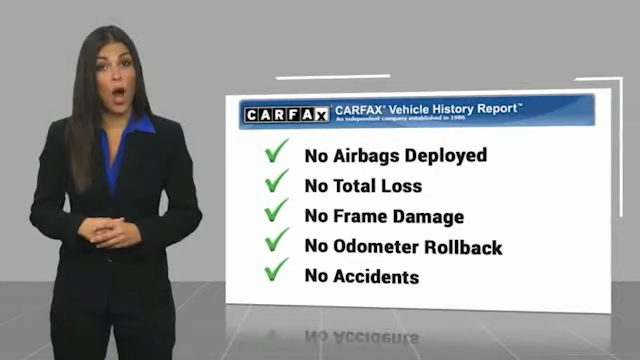 CARFAX CARFAX® Vehicle History Report™
An independent company established in 1986
No Airbags Deployed
No Total Loss
No Frame Damage
No Odometer Rollback
No Accidents